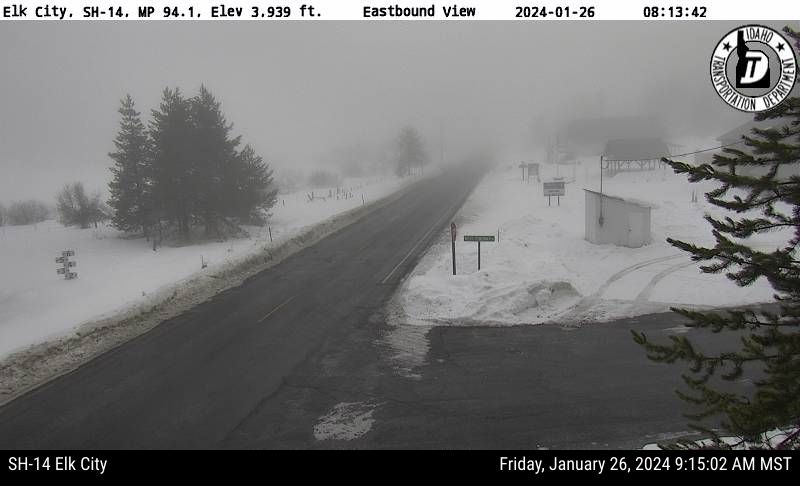 Elk City, SH-14, MP 94.1, Elev 3,939 ft. Eastbound View 2024-01-26 08:13:42
IDAHO
TRANSPORTATION DEPARTMENT
SH-14 Elk City Friday, January 26, 2024 9:15:02 AM MST